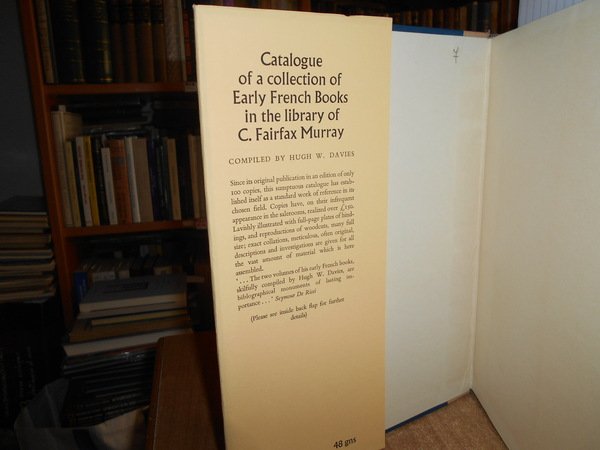 Catalogue
of a collection of
Early French Books
in the library of
C. Fairfax Murray
COMPILED BY HUGH W. DAVIES
Since its original publication in an edition of only
100 copies, this sumptuous catalogue has estab-
lished itself as a standard work of reference in its
chosen field. Copies have, on their infrequent
appearance in the salerooms, realized over £150.
Lavishly illustrated with full-page plates of bind-
ings, and reproductions of woodcuts, many full
size; exact collations, meticulous, often original,
descriptions and investigations are given for all
the vast amount of material which is here
assembled.
'. . . The two volumes of his early French books,
skilfully compiled by Hugh W. Davies, are
bibliographical monuments of lasting im-
portance . . .' Seymour De Ricci
(Please see inside back flap for further
details)
48 gns